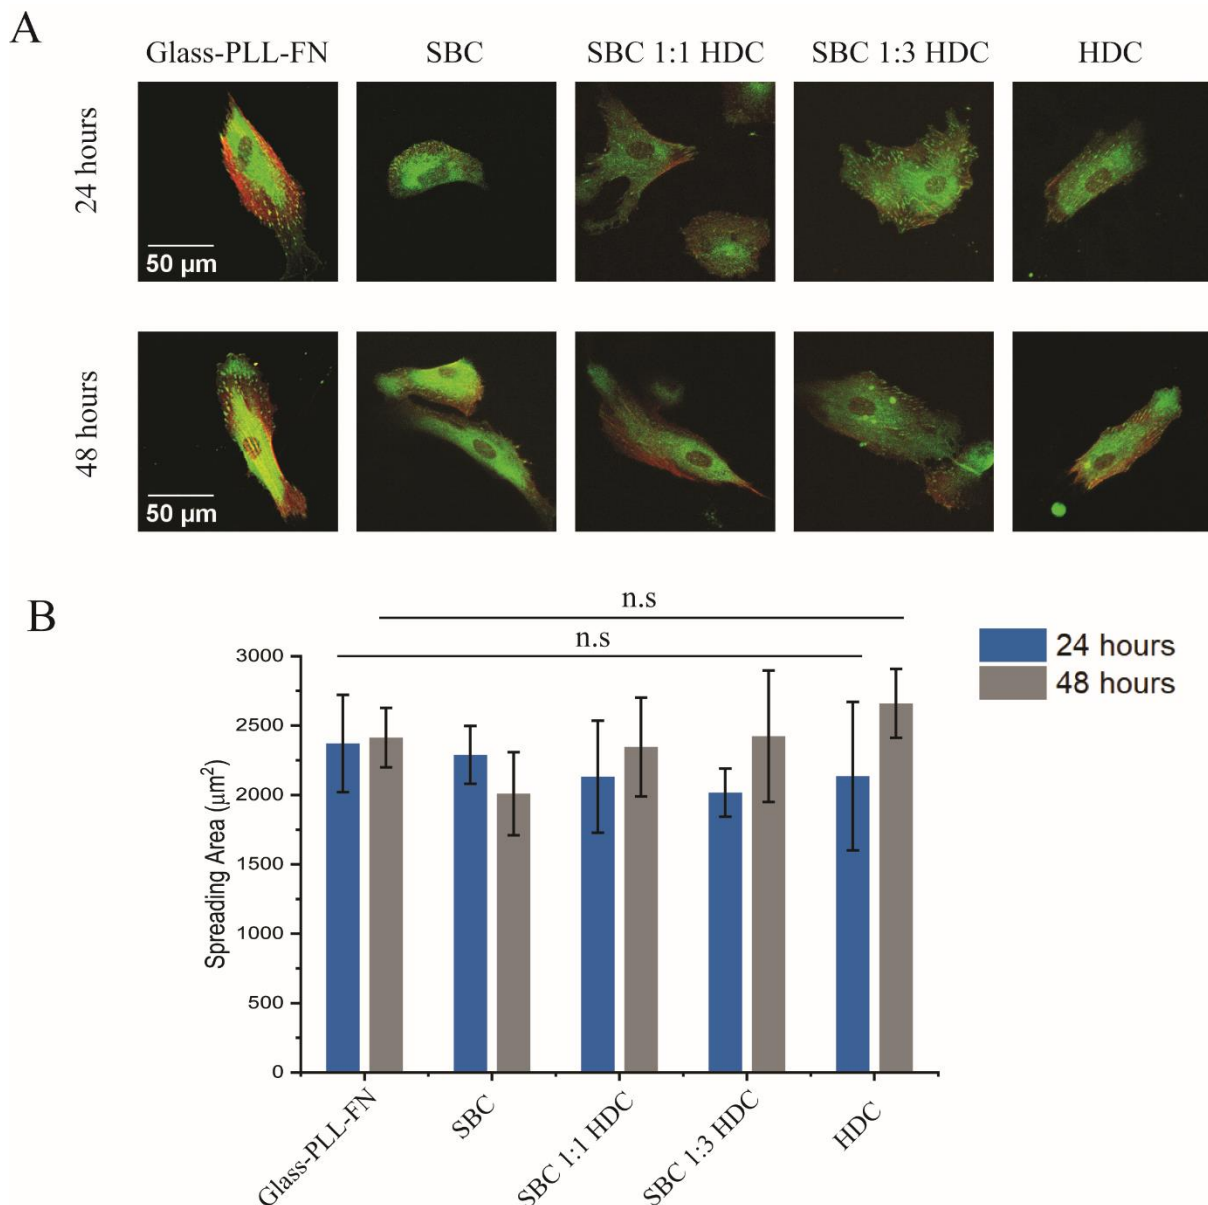 A
Glass-PLL-FN
SBC
SBC 1:1 HDC
SBC 1:3 HDC
HDC
24 hours
50 µm
48 hours
50 µm
B
n.s
n.s
24 hours
48 hours
3000
2500
2000
1500
1000
500
0
Spreading Area (µm²)
Glass-PLL-FN
SBC
SBC 1:1 HDC
SBC 1:3 HDC
HDC